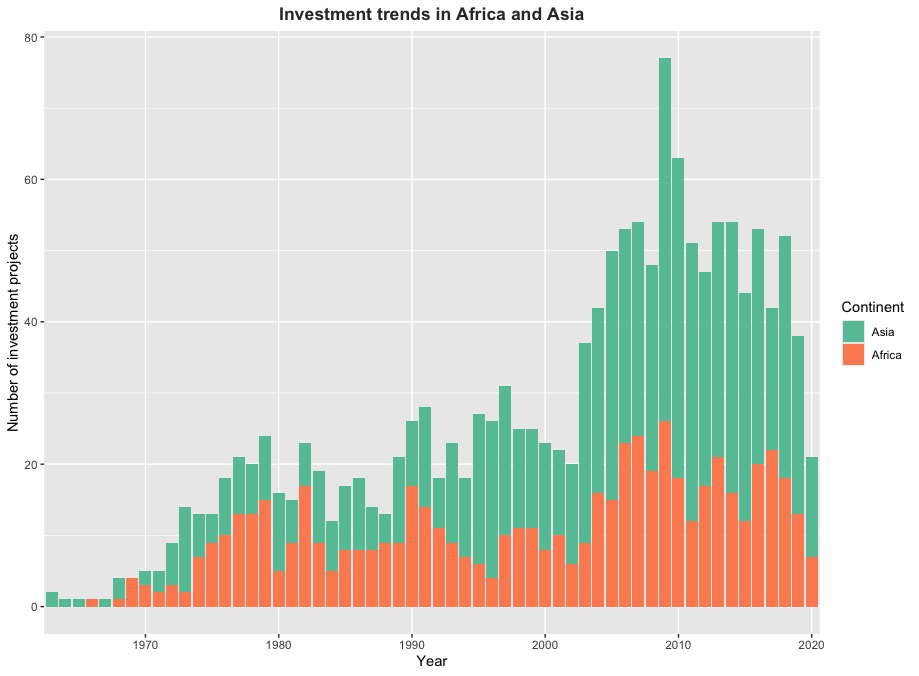 Investment trends in Africa and Asia
80
60
40
20
0
Number of investment projects
1970
1980
1990
2000
2010
2020
Year
Continent
Asia
Africa